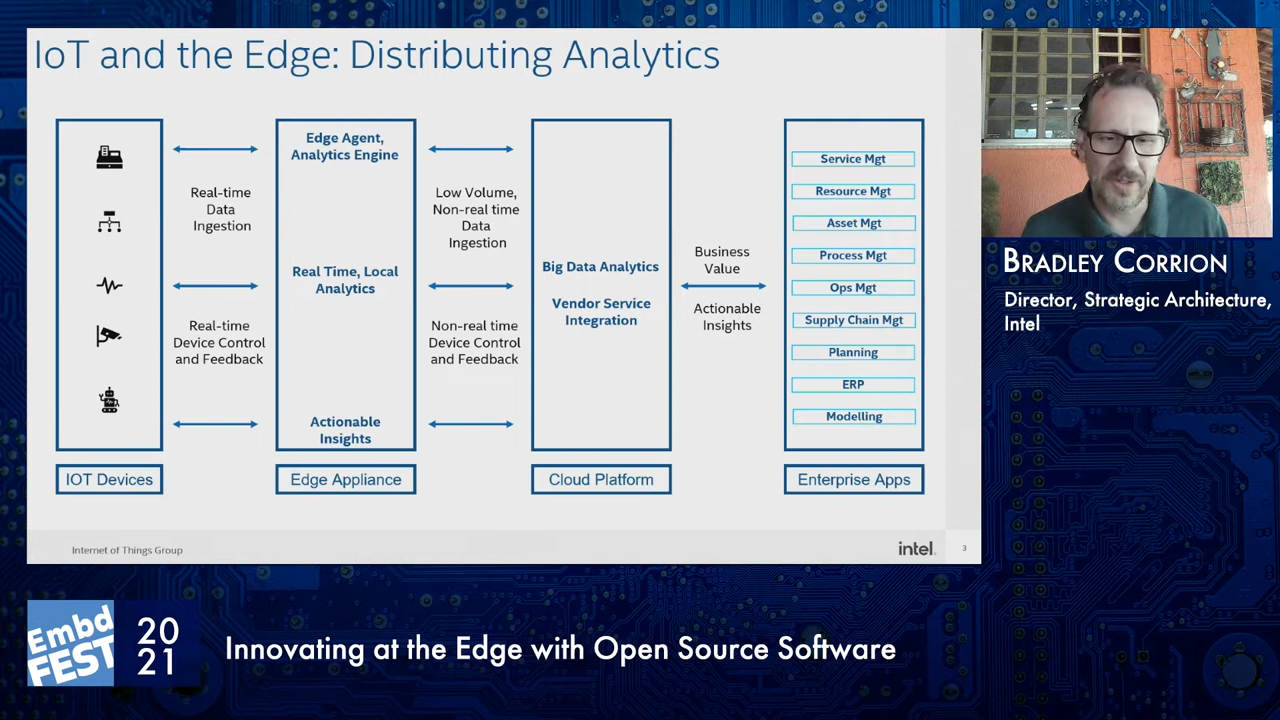 IoT and the Edge: Distributing Analytics
Real-time
Data
Ingestion
Real-time
Device Control
and Feedback
IOT Devices
Edge Agent,
Analytics Engine
Real Time, Local
Analytics
Actionable
Insights
Edge Appliance
Low Volume,
Non-real time
Data
Ingestion
Non-real time
Device Control
and Feedback
Big Data Analytics
Vendor Service
Integration
Cloud Platform
Business
Value
Actionable
Insights
Service Mgt
Resource Mgt
Asset Mgt
Process Mgt
Ops Mgt
Supply Chain Mgt
Planning
ERP
Modelling
Enterprise Apps
Internet of Things Group
intel.
3
BRADLEY CORRION
Director, Strategic Architecture,
Intel
Embd
FEST
20
21
Innovating at the Edge with Open Source Software